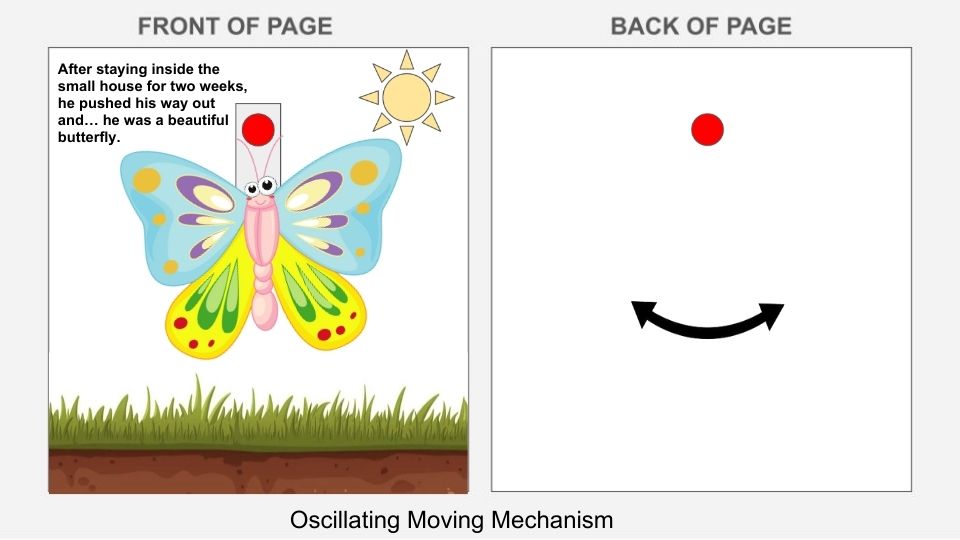 FRONT OF PAGE
BACK OF PAGE
After staying inside the
small house for two weeks,
he pushed his way out
and... he was a beautiful
butterfly.
Oscillating Moving Mechanism